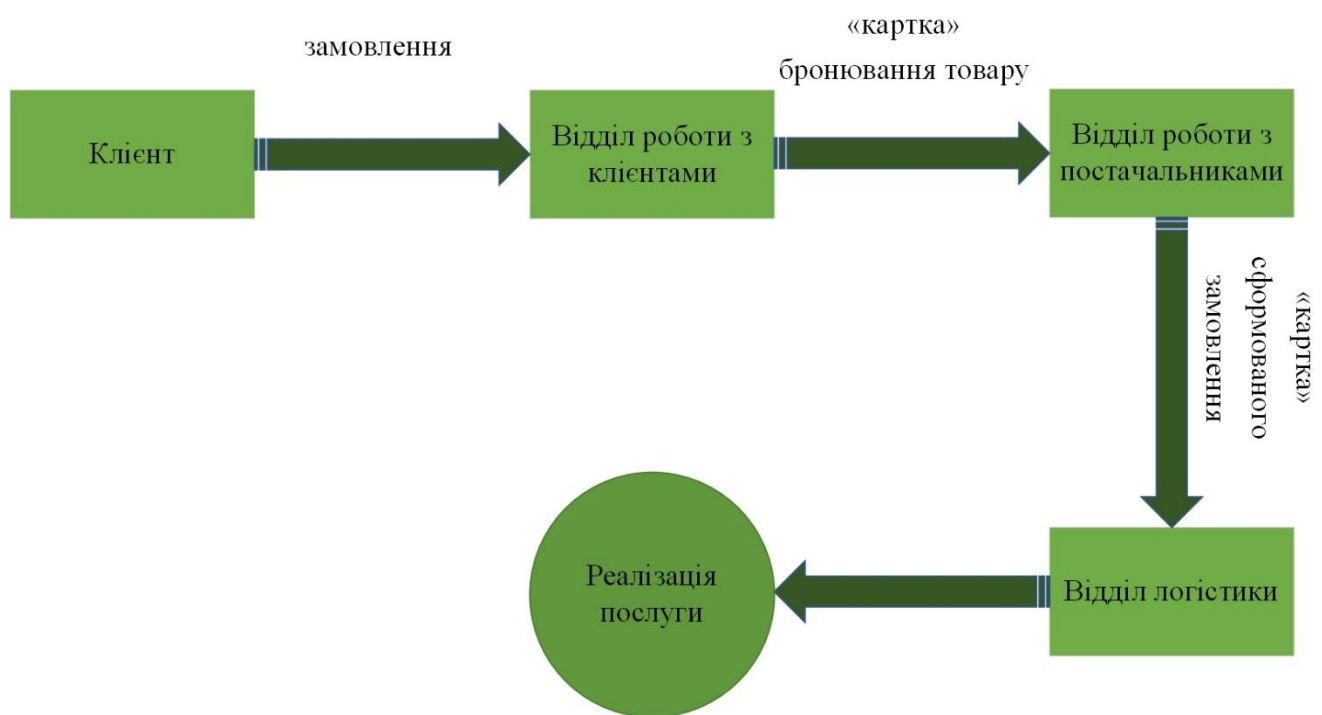 замовлення
«картка»
бронювання товару
Клієнт
Відділ роботи з
клієнтами
Відділ роботи з
постачальниками
«картка»
сформованого
замовлення
Реалізація
послуги
Відділ логістики